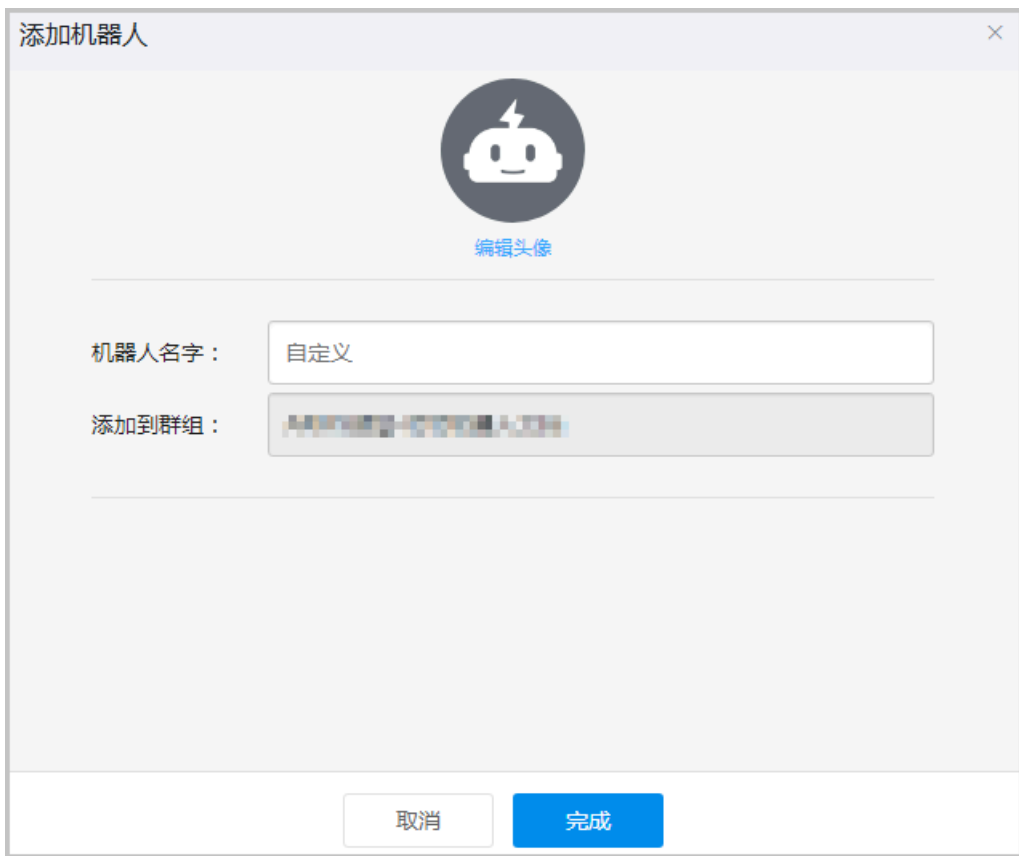 添加机器人
编辑头像
机器人名字：
自定义
添加到群组：
取消
完成